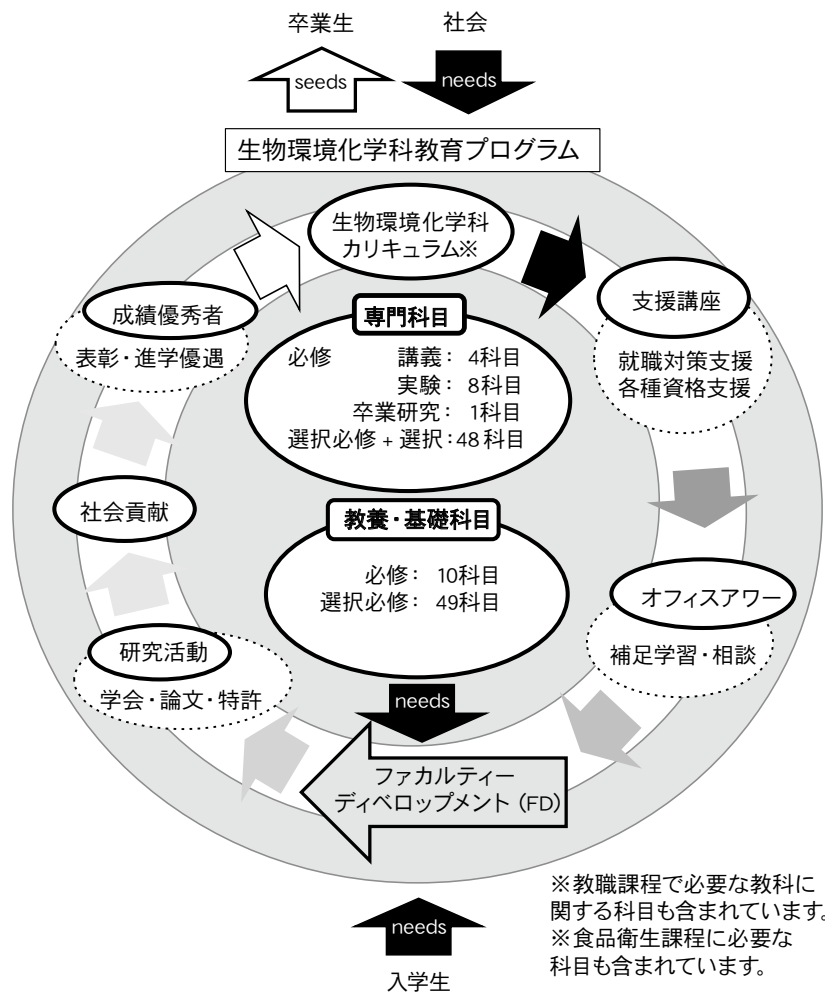 卒業生
社会
seeds
needs
生物環境化学科教育プログラム
生物環境化学科
カリキュラム※
成績優秀者
表彰・進学優遇
支援講座
就職対策支援
各種資格支援
専門科目
必修 講義： 4科目
実験： 8科目
卒業研究： 1科目
選択必修 + 選択：48科目
社会貢献
教養・基礎科目
必修： 10科目
選択必修： 49科目
オフィスアワー
補足学習・相談
研究活動
学会・論文・特許
needs
ファカルティー
ディベロップメント（FD）
※教職課程で必要な教科に
関する科目も含まれています。
※食品衛生課程に必要な
科目も含まれています。
needs
入学生